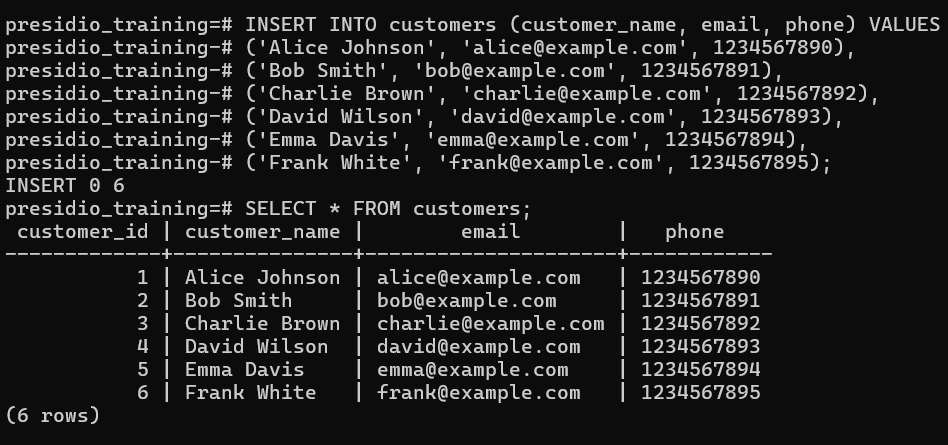 presidio_training=# INSERT INTO customers (customer_name, email, phone) VALUES
presidio_training-# ('Alice Johnson', 'alice@example.com', 1234567890),
presidio_training-# ('Bob Smith', 'bob@example.com', 1234567891),
presidio_training-# ('Charlie Brown', 'charlie@example.com', 1234567892),
presidio_training-# ('David Wilson', 'david@example.com', 1234567893),
presidio_training-# ('Emma Davis', 'emma@example.com', 1234567894),
presidio_training-# ('Frank White', 'frank@example.com', 1234567895);
INSERT 0 6
presidio_training=# SELECT * FROM customers;
 customer_id | customer_name |        email        |   phone
-------------+---------------+---------------------+------------
           1 | Alice Johnson | alice@example.com   | 1234567890
           2 | Bob Smith     | bob@example.com     | 1234567891
           3 | Charlie Brown | charlie@example.com | 1234567892
           4 | David Wilson  | david@example.com   | 1234567893
           5 | Emma Davis    | emma@example.com    | 1234567894
           6 | Frank White   | frank@example.com   | 1234567895
(6 rows)